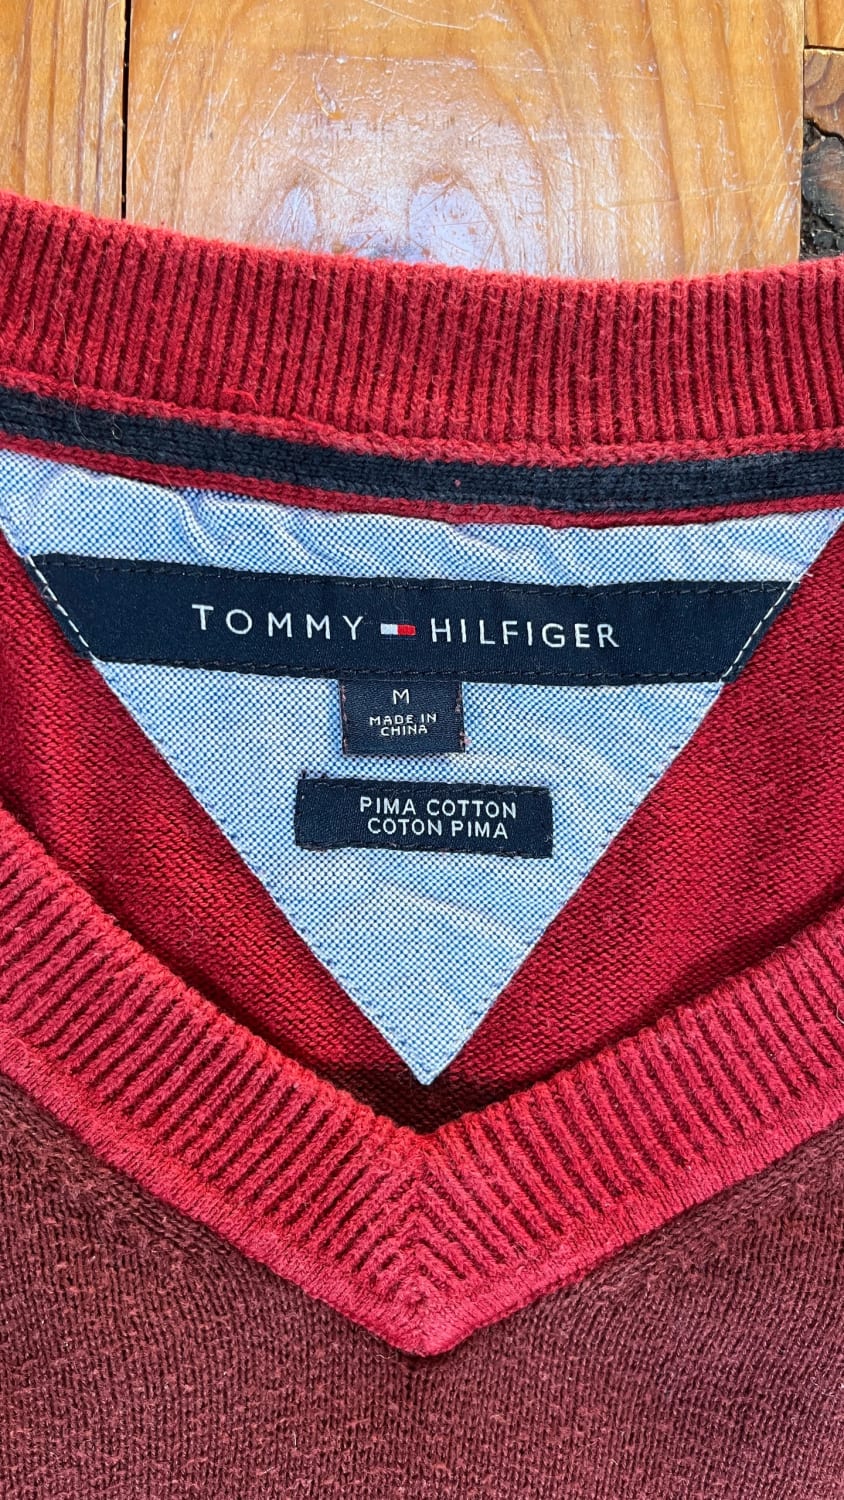 TOMMY HILFIGER
M
MADE IN
CHINA
PIMA COTTON
COTON PIMA